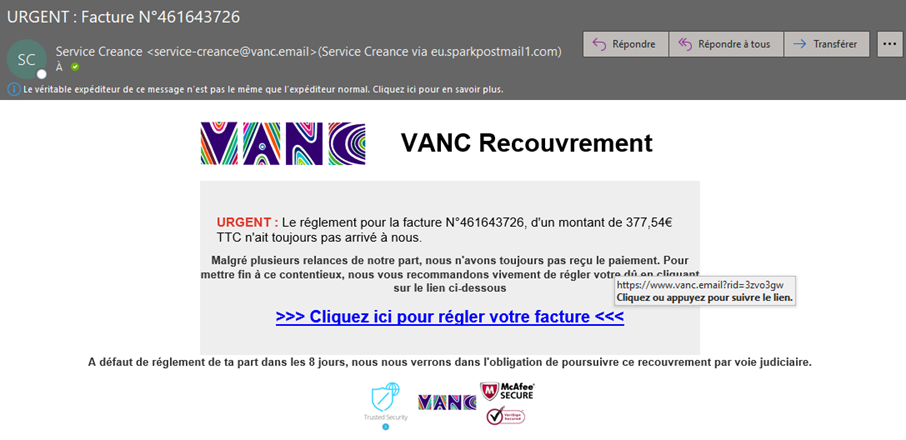 URGENT : Facture N°461643726
SC
Service Creance <service-creance@vanc.email>(Service Creance via eu.sparkpostmail1.com)
À
Répondre
Répondre à tous
Transférer
Le véritable expéditeur de ce message n'est pas le même que l'expéditeur normal. Cliquez ici pour en savoir plus.
VANC
VANC Recouvrement
URGENT : Le réglement pour la facture N°461643726, d'un montant de 377,54€
TTC n'ait toujours pas arrivé à nous.
Malgré plusieurs relances de notre part, nous n'avons toujours pas reçu le paiement. Pour
mettre fin à ce contentieux, nous vous recommandons vivement de régler votre dû en cliquant
sur le lien ci-dessous
https://www.vanc.email?rid=3zvo3gw
Cliquez ou appuyez pour suivre le lien.
>>> Cliquez ici pour régler votre facture <<<
A défaut de réglement de ta part dans les 8 jours, nous nous verrons dans l'obligation de poursuivre ce recouvrement par voie judiciaire.
Trusted Security
VANC
McAfee
SECURE